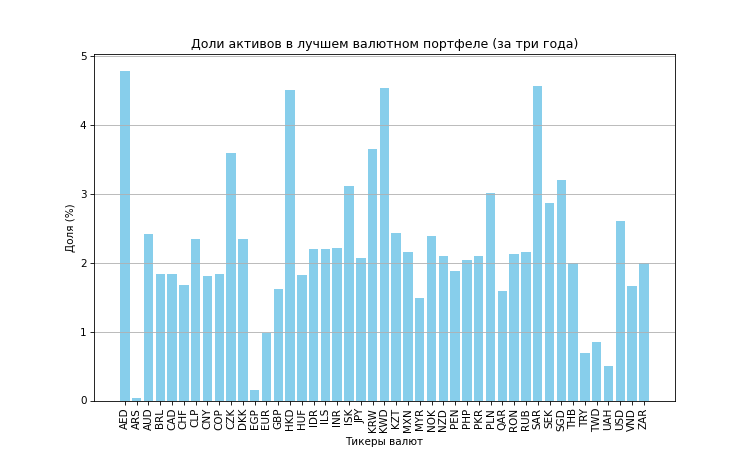 Доли активов в лучшем валютном портфеле (за три года)
Доля (%)
5
4
3
2
1
0
AED ARS AUD BRL CAD CHF CLP CNY COP CZK DKK EGP EUR GBP HKD HUF IDR ILS INR ISK JPY KRW KWD KZT MXN MYR NOK NZD PEN PHP PKR PLN QAR RON RUB SAR SEK SGD THB TRY TWD UAH USD VND ZAR
Тикеры валют